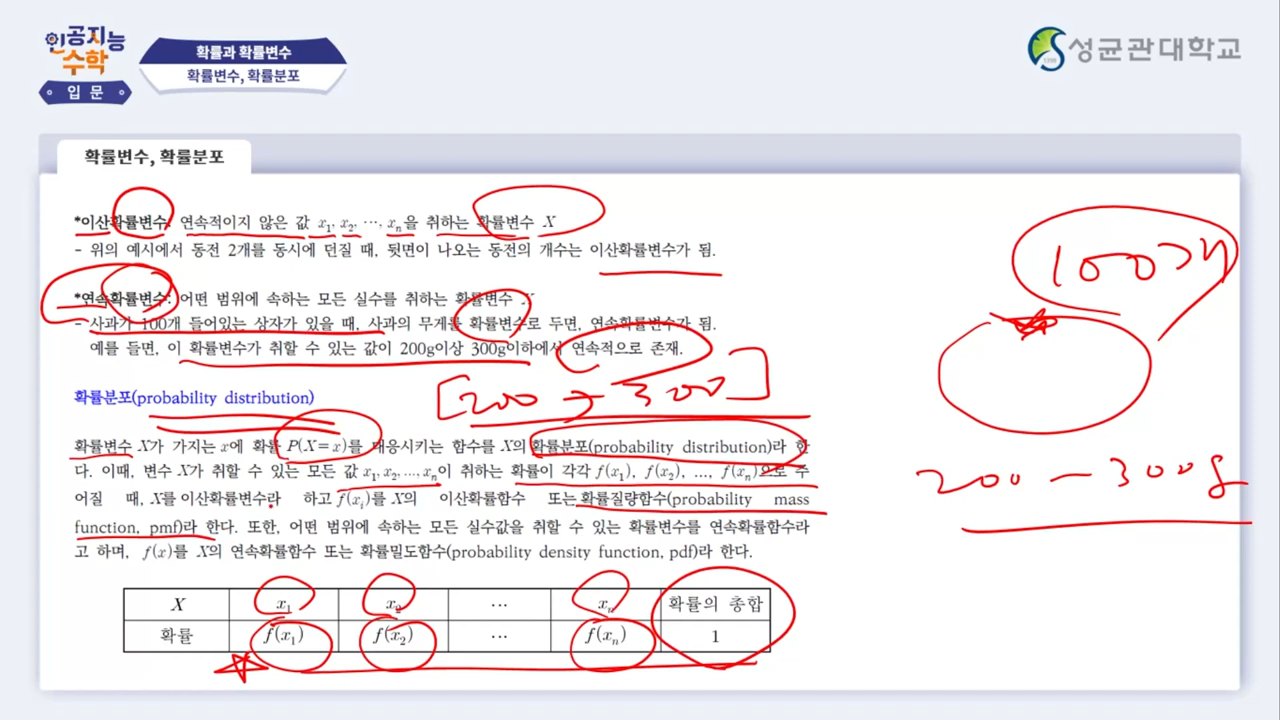 인공지능
수학
입문
확률과 확률변수
확률변수, 확률분포
성균관대학교
확률변수, 확률분포
*이산확률변수: 연속적이지 않은 값 x₁, x₂, ⋯, xₙ을 취하는 확률변수 X
- 위의 예시에서 동전 2개를 동시에 던질 때, 뒷면이 나오는 동전의 개수는 이산확률변수가 됨.
*연속확률변수: 어떤 범위에 속하는 모든 실수를 취하는 확률변수 X
- 사과가 100개 들어있는 상자가 있을 때, 사과의 무게를 확률변수로 두면, 연속확률변수가 됨.
예를 들면, 이 확률변수가 취할 수 있는 값이 200g이상 300g이하에서 연속적으로 존재.
100개
[200 → 300]
200 - 300g
확률분포(probability distribution)
확률변수 X가 가지는 x에 확률 P(X=x)를 대응시키는 함수를 X의 확률분포(probability distribution)라 한
다. 이때, 변수 X가 취할 수 있는 모든 값 x₁, x₂, ..., xₙ이 취하는 확률이 각각 f(x₁), f(x₂), ..., f(xₙ)으로 주
어질 때, X를 이산확률변수라 하고 f(xᵢ)를 X의 이산확률함수 또는 확률질량함수(probability mass
function, pmf)라 한다. 또한, 어떤 범위에 속하는 모든 실수값을 취할 수 있는 확률변수를 연속확률함수라
고 하며, f(x)를 X의 연속확률함수 또는 확률밀도함수(probability density function, pdf)라 한다.
X x₁ x₂ ⋯ xₙ 확률의 총합
확률 f(x₁) f(x₂) ⋯ f(xₙ) 1